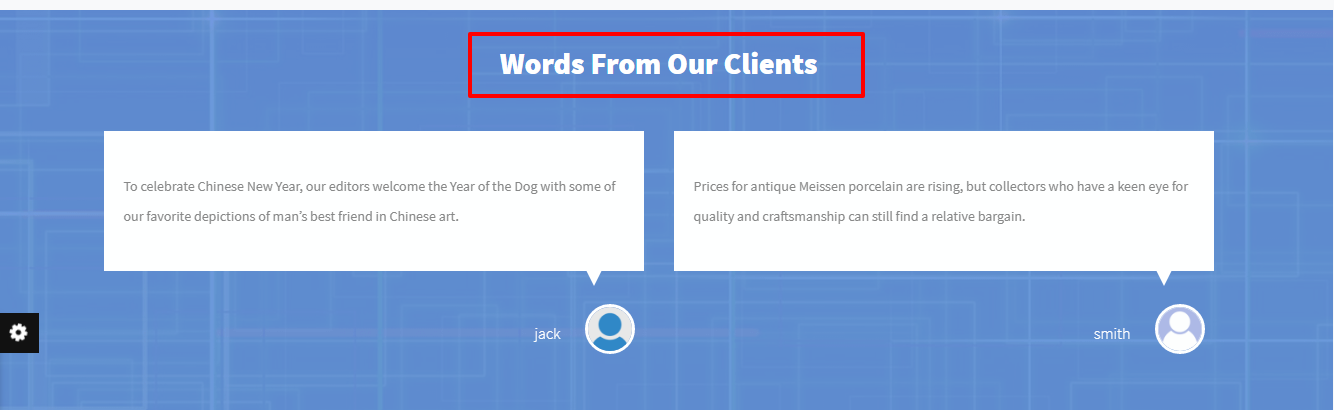 Words From Our Clients
To celebrate Chinese New Year, our editors welcome the Year of the Dog with some of
our favorite depictions of man’s best friend in Chinese art.
jack
Prices for antique Meissen porcelain are rising, but collectors who have a keen eye for
quality and craftsmanship can still find a relative bargain.
smith